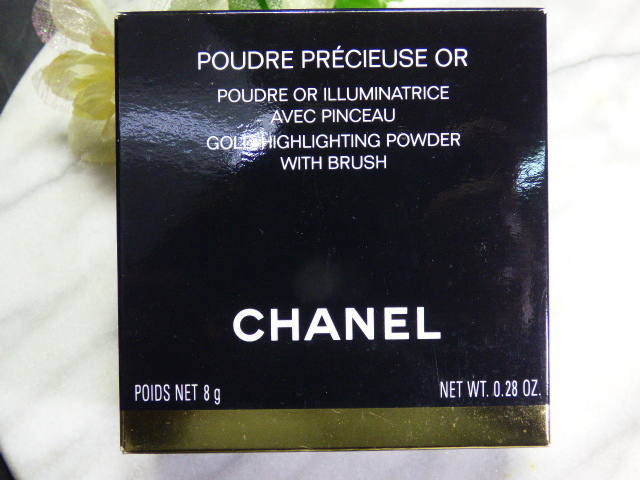 POUDRE PRÉCIEUSE OR
POUDRE OR ILLUMINATRICE
AVEC PINCEAU
GOLD HIGHLIGHTING POWDER
WITH BRUSH
CHANEL
POIDS NET 8 g
NET WT. 0.28 OZ.